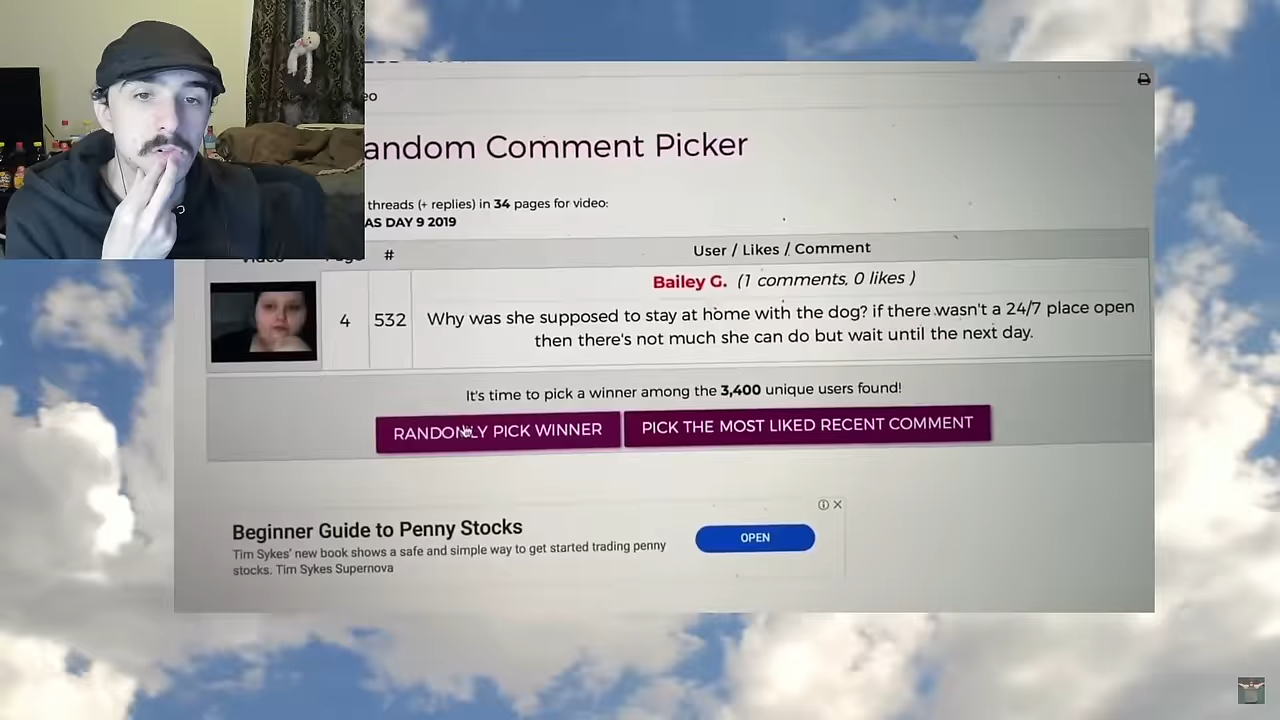 eo
andom Comment Picker
threads (+ replies) in 34 pages for video:
AS DAY 9 2019
# User / Likes / Comment
Bailey G. (1 comments, 0 likes )
4 532 Why was she supposed to stay at home with the dog? if there wasn't a 24/7 place open
then there's not much she can do but wait until the next day.
It's time to pick a winner among the 3,400 unique users found!
RANDOMLY PICK WINNER PICK THE MOST LIKED RECENT COMMENT
Beginner Guide to Penny Stocks
Tim Sykes' new book shows a safe and simple way to get started trading penny
stocks. Tim Sykes Supernova
OPEN